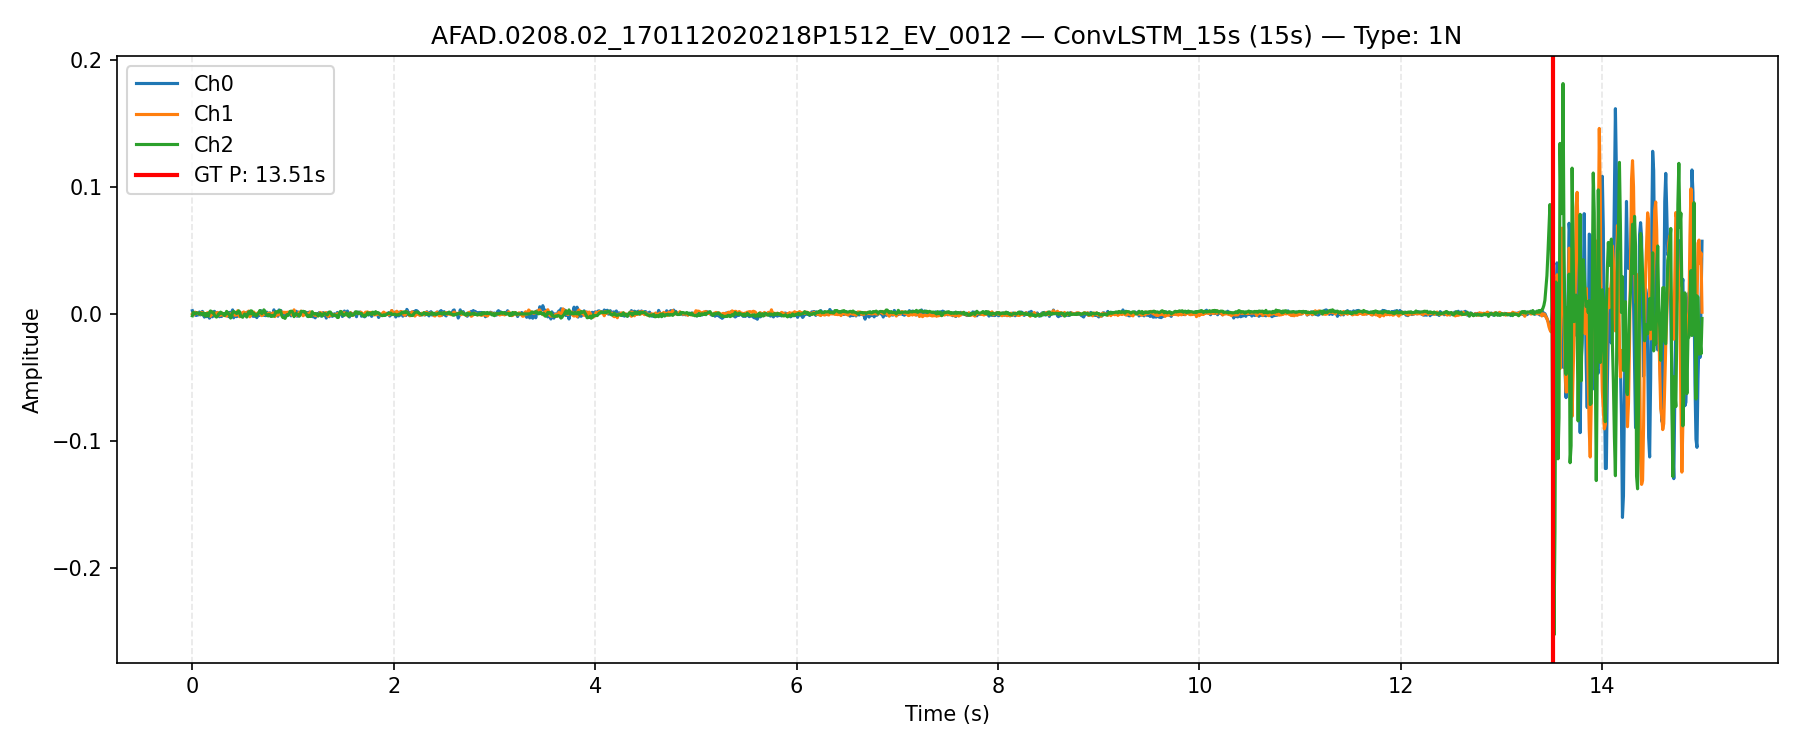 AFAD.0208.02_170112020218P1512_EV_0012 — ConvLSTM_15s (15s) — Type: 1N
Ch0
Ch1
Ch2
GT P: 13.51s
0.2
0.1
0.0
−0.1
−0.2
Amplitude
0 2 4 6 8 10 12 14
Time (s)